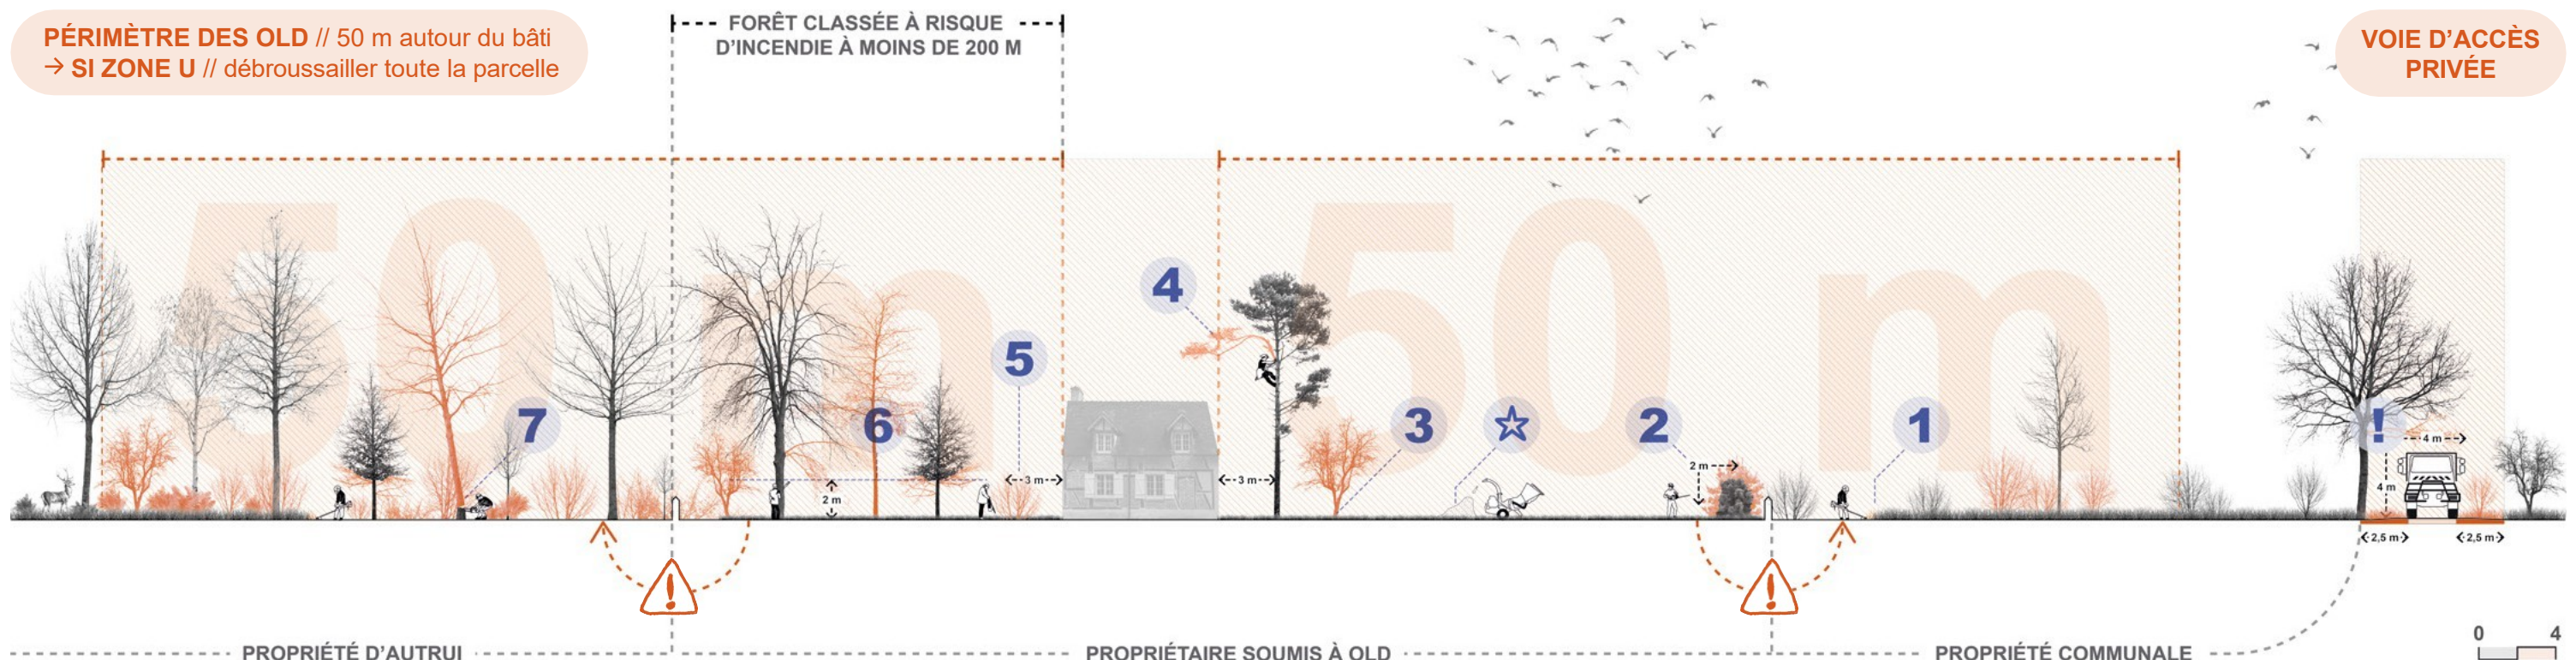 PÉRIMÈTRE DES OLD // 50 m autour du bâti
→ SI ZONE U // débroussailler toute la parcelle
FORÊT CLASSÉE À RISQUE
D'INCENDIE À MOINS DE 200 M
VOIE D'ACCÈS
PRIVÉE
50 m
50 m
4
5
7
6
3
2
1
!
4 m
2 m
4 m
3 m
3 m
2 m
2,5 m
2,5 m
!
!
0
4
PROPRIÉTÉ D'AUTRUI
PROPRIÉTAIRE SOUMIS À OLD
PROPRIÉTÉ COMMUNALE